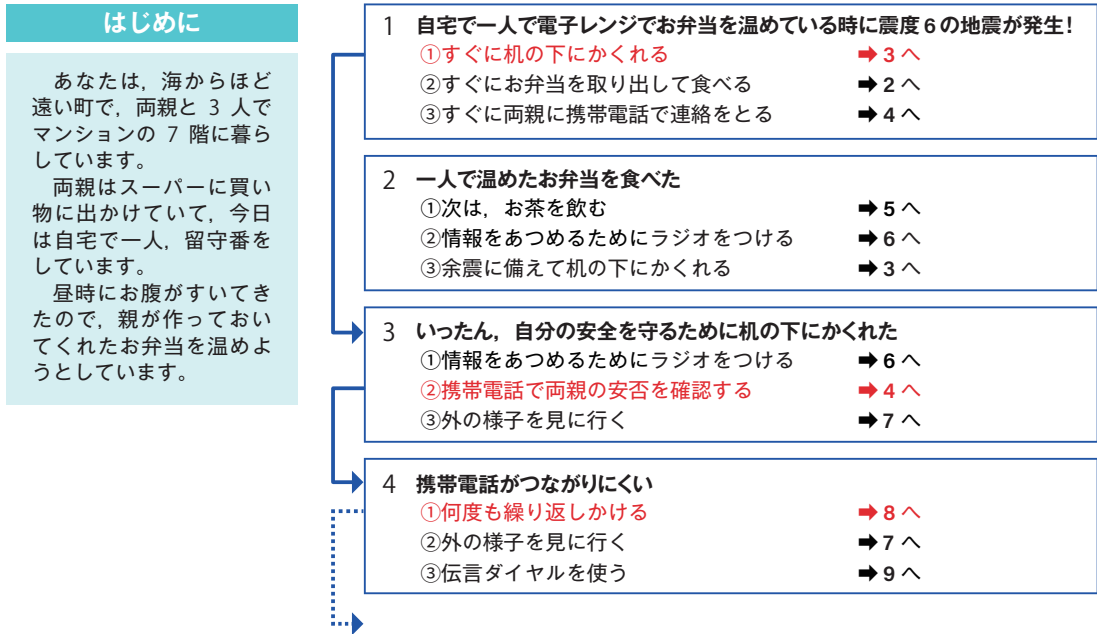 はじめに
あなたは，海からほど
遠い町で，両親と 3 人で
マンションの 7 階に暮ら
しています。
両親はスーパーに買い
物に出かけていて，今日
は自宅で一人，留守番を
しています。
昼時にお腹がすいてき
たので，親が作っておい
てくれたお弁当を温めよ
うとしています。
1 自宅で一人で電子レンジでお弁当を温めている時に震度6の地震が発生！
①すぐに机の下にかくれる ➡ 3 へ
②すぐにお弁当を取り出して食べる ➡ 2 へ
③すぐに両親に携帯電話で連絡をとる ➡ 4 へ
2 一人で温めたお弁当を食べた
①次は，お茶を飲む ➡ 5 へ
②情報をあつめるためにラジオをつける ➡ 6 へ
③余震に備えて机の下にかくれる ➡ 3 へ
3 いったん，自分の安全を守るために机の下にかくれた
①情報をあつめるためにラジオをつける ➡ 6 へ
②携帯電話で両親の安否を確認する ➡ 4 へ
③外の様子を見に行く ➡ 7 へ
4 携帯電話がつながりにくい
①何度も繰り返しかける ➡ 8 へ
②外の様子を見に行く ➡ 7 へ
③伝言ダイヤルを使う ➡ 9 へ